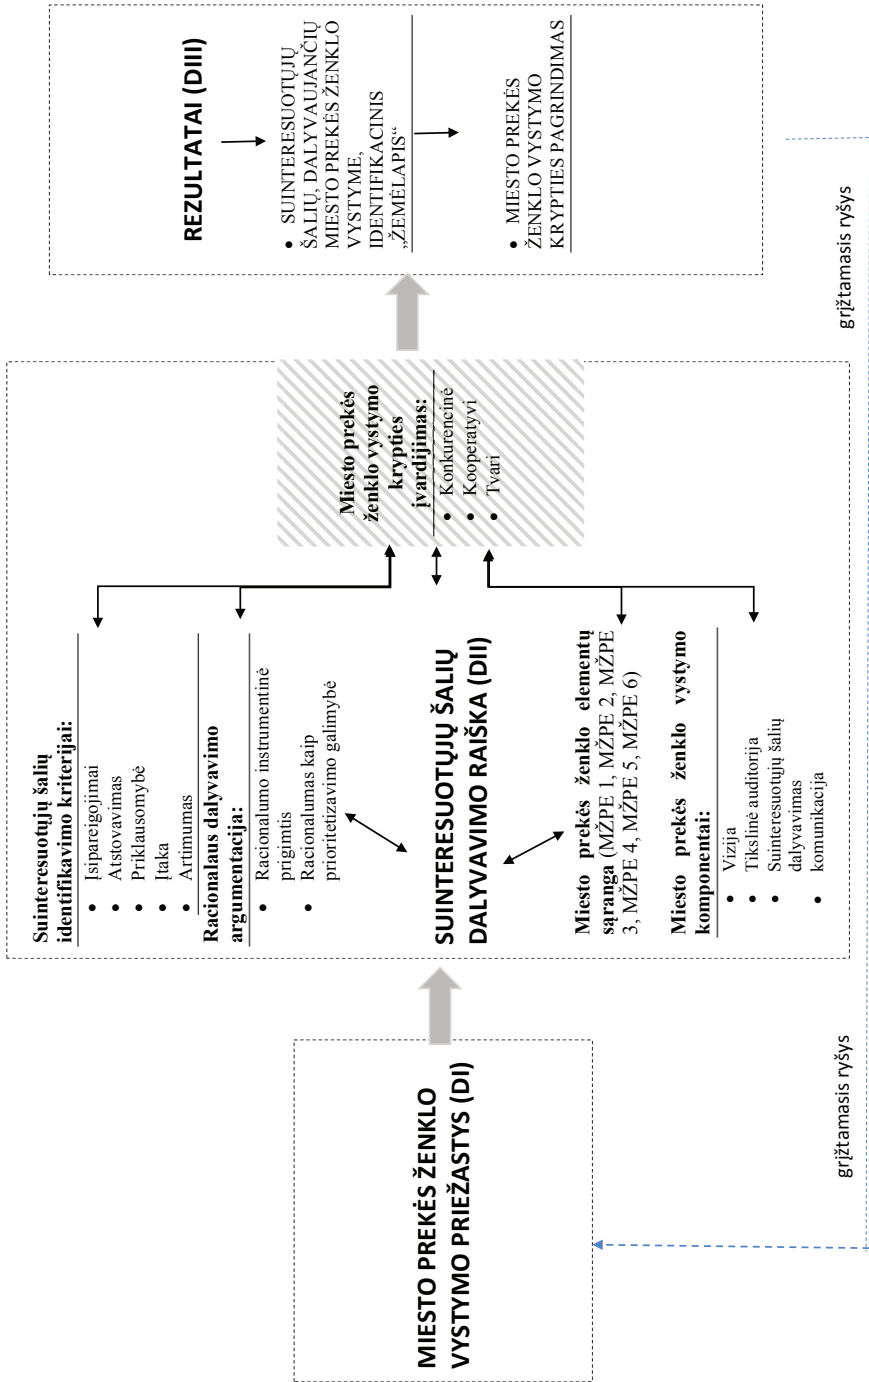 MIESTO PREKĖS ŽENKLO
VYSTYMO PRIEŽASTYS (DI)
Suinteresuotųjų šalių
identifikavimo kriterijai:
• Įsipareigojimai
• Atstovavimas
• Priklausomybė
• Įtaka
• Artimumas
Racionalaus dalyvavimo
argumentacija:
• Racionalumo instrumentinė
prigimtis
• Racionalumas kaip
prioritetizavimo galimybė
SUINTERESUOTŲJŲ ŠALIŲ
DALYVAVIMO RAIŠKA (DII)
Miesto prekės ženklo elementų
sąranga (MŽPE 1, MŽPE 2, MŽPE
3, MŽPE 4, MŽPE 5, MŽPE 6)
Miesto prekės ženklo vystymo
komponentai:
• Vizija
• Tikslinė auditorija
• Suinteresuotųjų šalių
dalyvavimas
• komunikacija
Miesto prekės
ženklo vystymo
krypties
įvardijimas:
• Konkurencinė
• Kooperatyvi
• Tvari
REZULTATAI (DIII)
• SUINTERESUOTŲJŲ
ŠALIŲ, DALYVAUJANČIŲ
MIESTO PREKĖS ŽENKLO
VYSTYME,
IDENTIFIKACINIS
„ŽEMĖLAPIS“
• MIESTO PREKĖS
ŽENKLO VYSTYMO
KRYPTIES PAGRINDIMAS
grįžtamasis ryšys
grįžtamasis ryšys